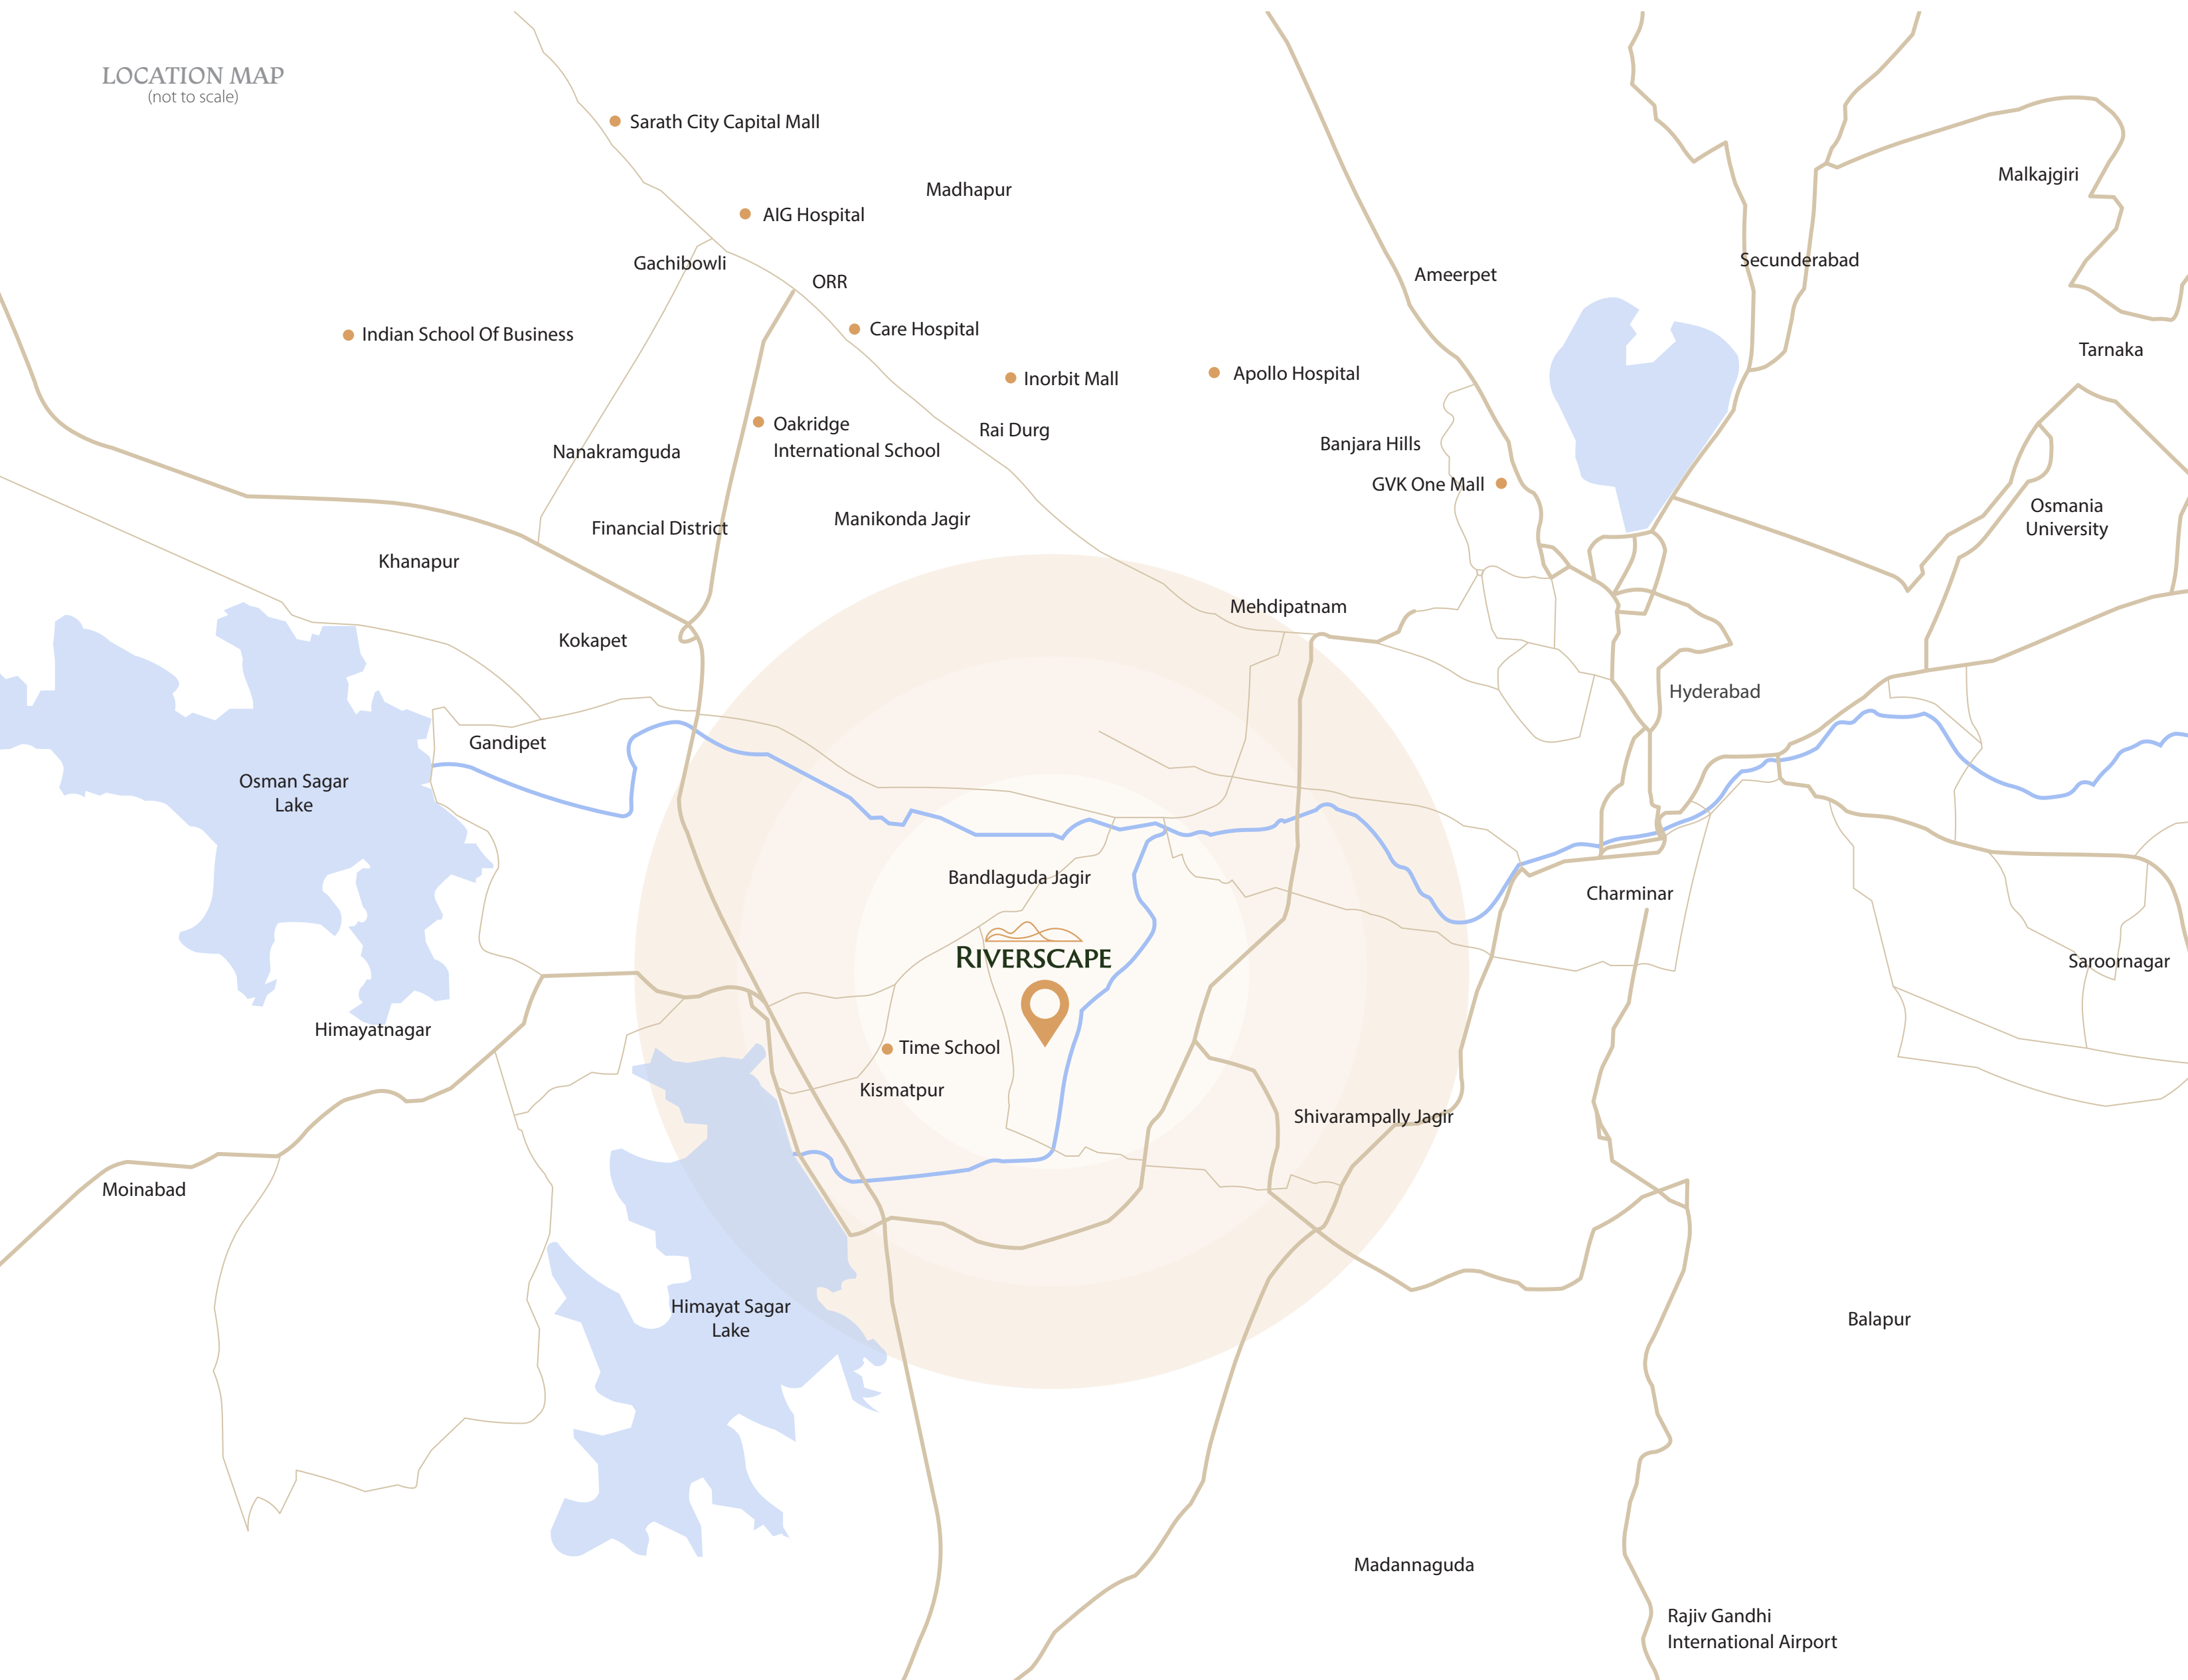 LOCATION MAP
(not to scale)
Sarath City Capital Mall
Madhapur
Malkajgiri
AIG Hospital
Gachibowli
Secunderabad
ORR
Ameerpet
Indian School Of Business
Care Hospital
Tarnaka
Inorbit Mall
Apollo Hospital
Oakridge
International School
Rai Durg
Banjara Hills
Nanakramguda
GVK One Mall
Osmania
University
Financial District
Manikonda Jagir
Khanapur
Mehdipatnam
Kokapet
Hyderabad
Gandipet
Osman Sagar
Lake
Bandlaguda Jagir
Charminar
RIVERSCAPE
Saroornagar
Himayatnagar
Time School
Kismatpur
Shivarampally Jagir
Moinabad
Himayat Sagar
Lake
Balapur
Madannaguda
Rajiv Gandhi
International Airport